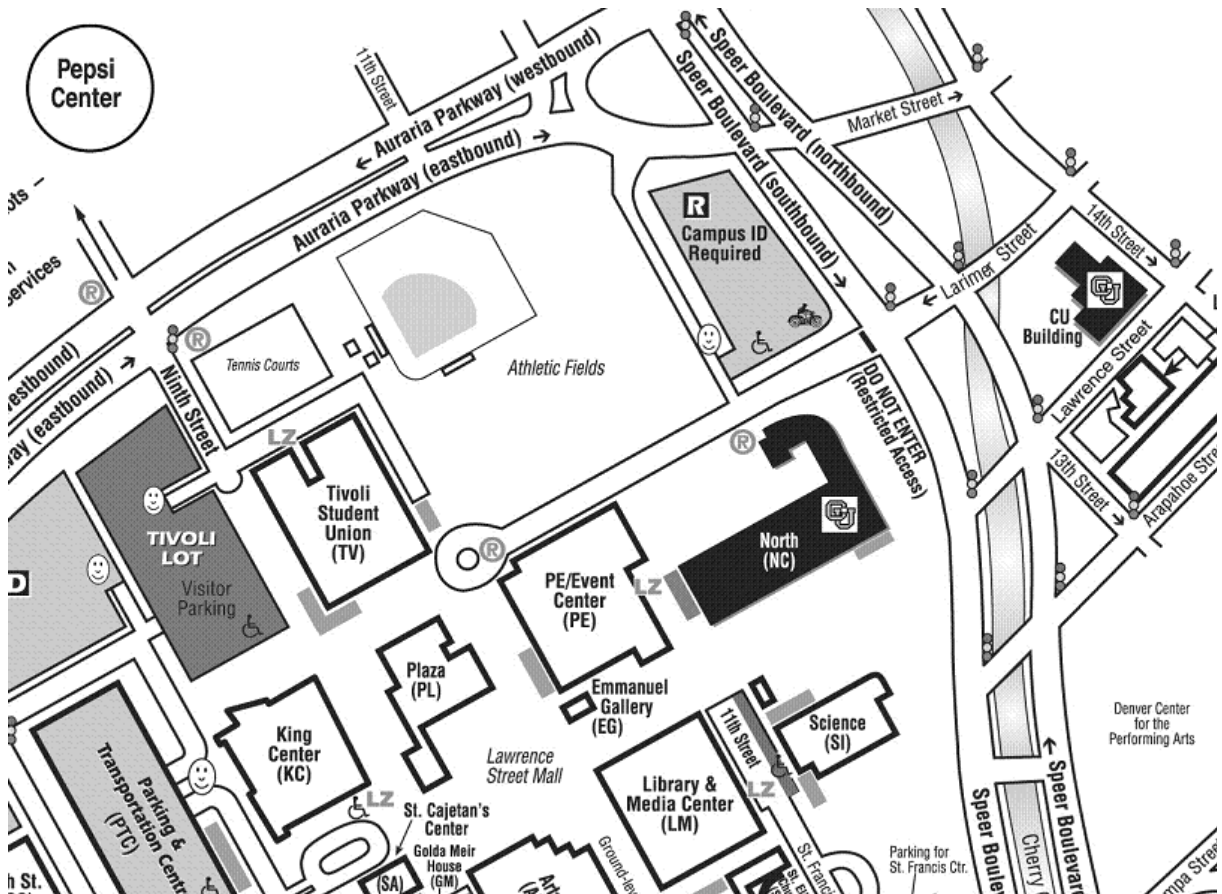 Pepsi
Center
11th Street
Auraria Parkway (westbound)
Auraria Parkway (eastbound)
Speer Boulevard (southbound)
Speer Boulevard (northbound)
Market Street
14th Street
Larimer Street
CU
Building
Lawrence Street
13th Street
Arapahoe
R
Campus ID
Required
DO NOT ENTER
(Restricted Access)
R
R
Ninth Street
Tennis Courts
Athletic Fields
LZ
Tivoli
Student
Union
(TV)
R
R
TIVOLI
LOT
Visitor
Parking
D
North
(NC)
CU
PE/Event
Center
(PE)
LZ
Plaza
(PL)
Emmanuel
Gallery
(EG)
King
Center
(KC)
Lawrence
Street Mall
11th Street
Science
(SI)
Library &
Media Center
(LM)
LZ
LZ
St. Cajetan's
Center
Golda Meir
House
(GM)
(SA)
Parking &
Transportation
(PTC)
Parking for
St. Francis Ctr.
Denver Center
for the
Performing Arts
Speer
Speer Boulevard
Cherry